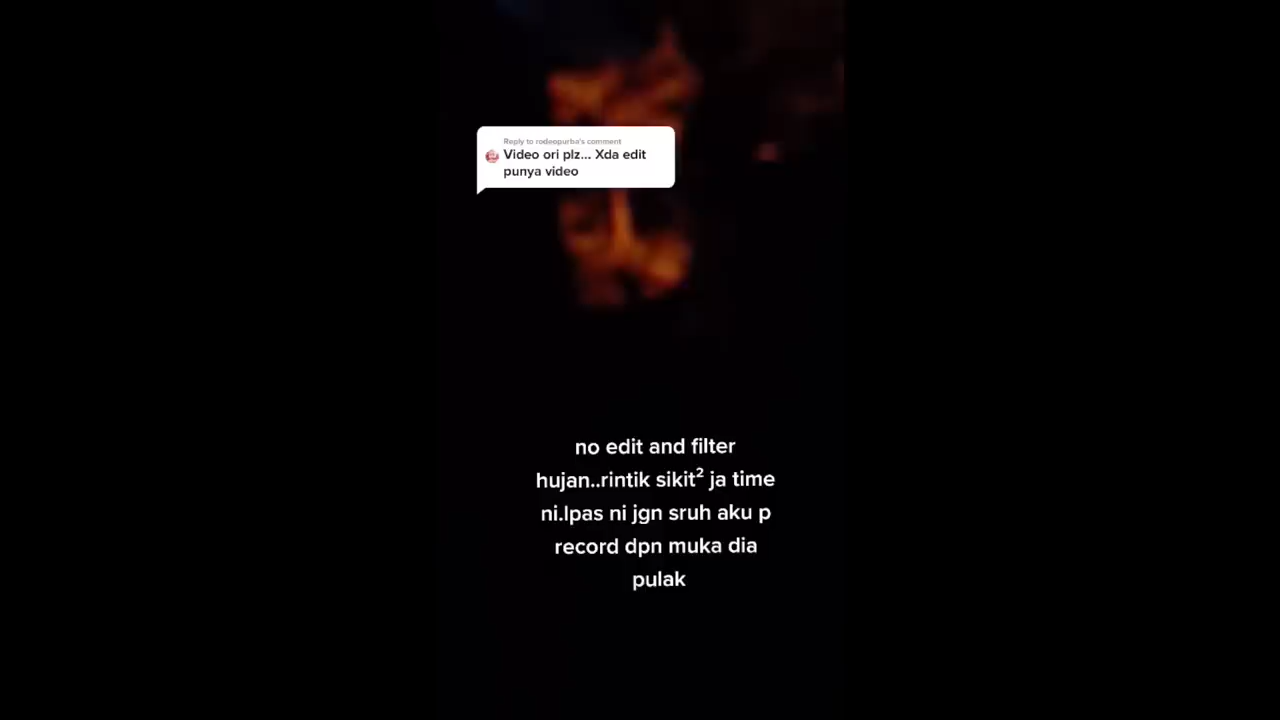 Reply to rodeopurba's comment
Video ori plz... Xda edit
punya video
no edit and filter
hujan..rintik sikit² ja time
ni.lpas ni jgn sruh aku p
record dpn muka dia
pulak